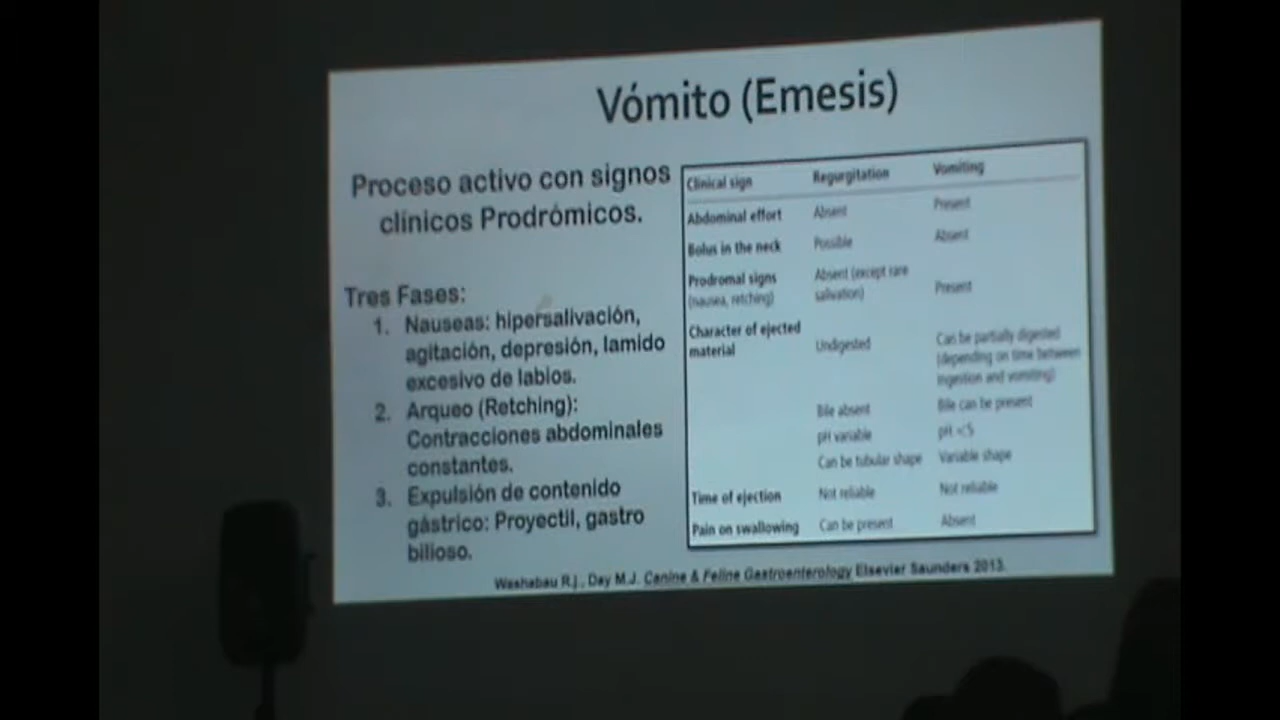 Vómito (Emesis)
Proceso activo con signos
clínicos Prodrómicos.
Tres Fases:
1. Nauseas: hipersalivación,
agitación, depresión, lamido
excesivo de labios.
2. Arqueo (Retching):
Contracciones abdominales
constantes.
3. Expulsión de contenido
gástrico: Proyectil, gastro
bilioso.
Clinical sign Regurgitation Vomiting
Abdominal effort Absent Present
Bolus in the neck Possible Absent
Prodromal signs Absent (except rare Present
(nausea, retching) salivation)
Character of ejected Undigested Can be partially digested
material (depending on time between
ingestion and vomiting)
Bile absent Bile can be present
pH variable pH <5
Can be tubular shape Variable shape
Time of ejection Not reliable Not reliable
Pain on swallowing Can be present Absent
Washabau R.J., Day M.J. Canine & Feline Gastroenterology Elsevier Saunders 2013.